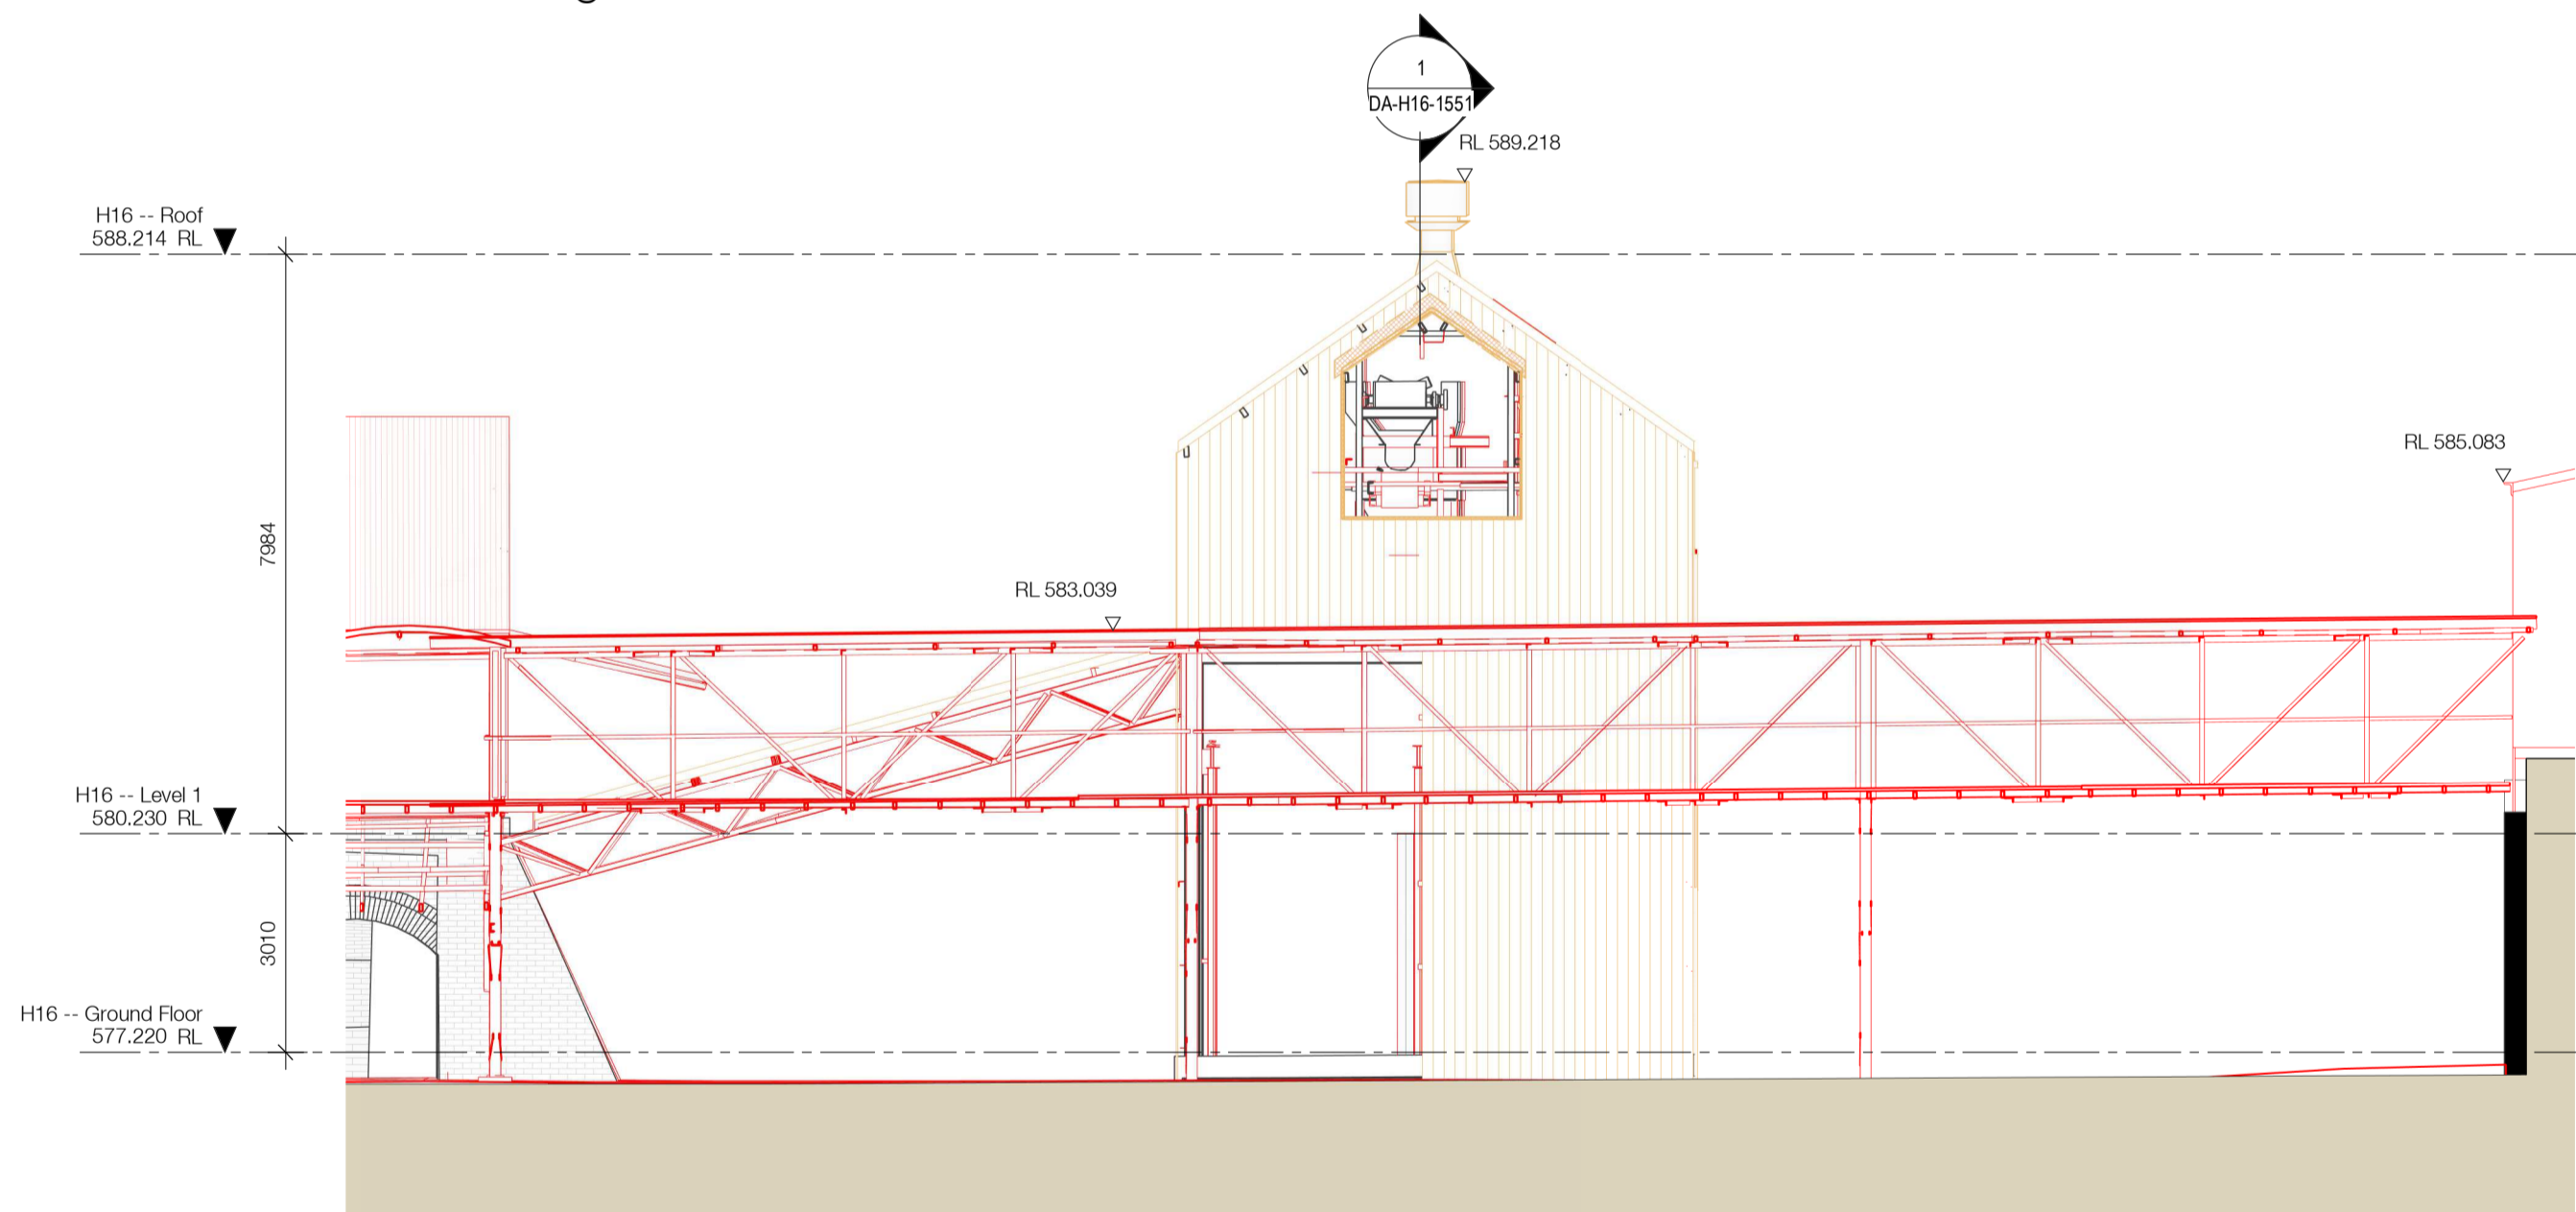 1
DA-H16-1551
RL 589.218
H16 -- Roof
588.214 RL
RL 585.083
7984
RL 583.039
H16 -- Level 1
580.230 RL
3010
H16 -- Ground Floor
577.220 RL